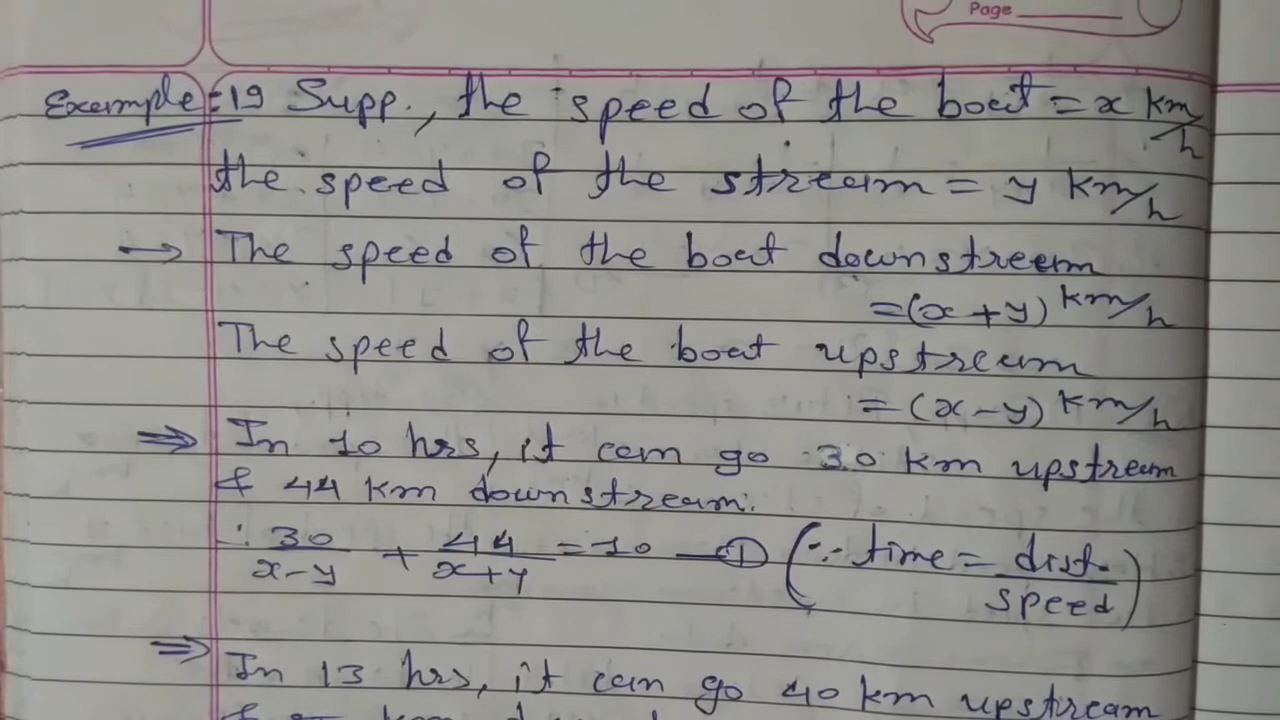 Page
Example:19 Supp., the speed of the boat = x km/h
the speed of the stream = y km/h
→ The speed of the boat downstream
= (x+y) km/h
The speed of the boat upstream
= (x-y) km/h
⇒ In 10 hrs, it can go 30 km upstream
& 44 km downstream.
∴ 30/(x-y) + 44/(x+y) = 10 — ① (∵ time = dist./speed)
⇒ In 13 hrs, it can go 40 km upstream
& km